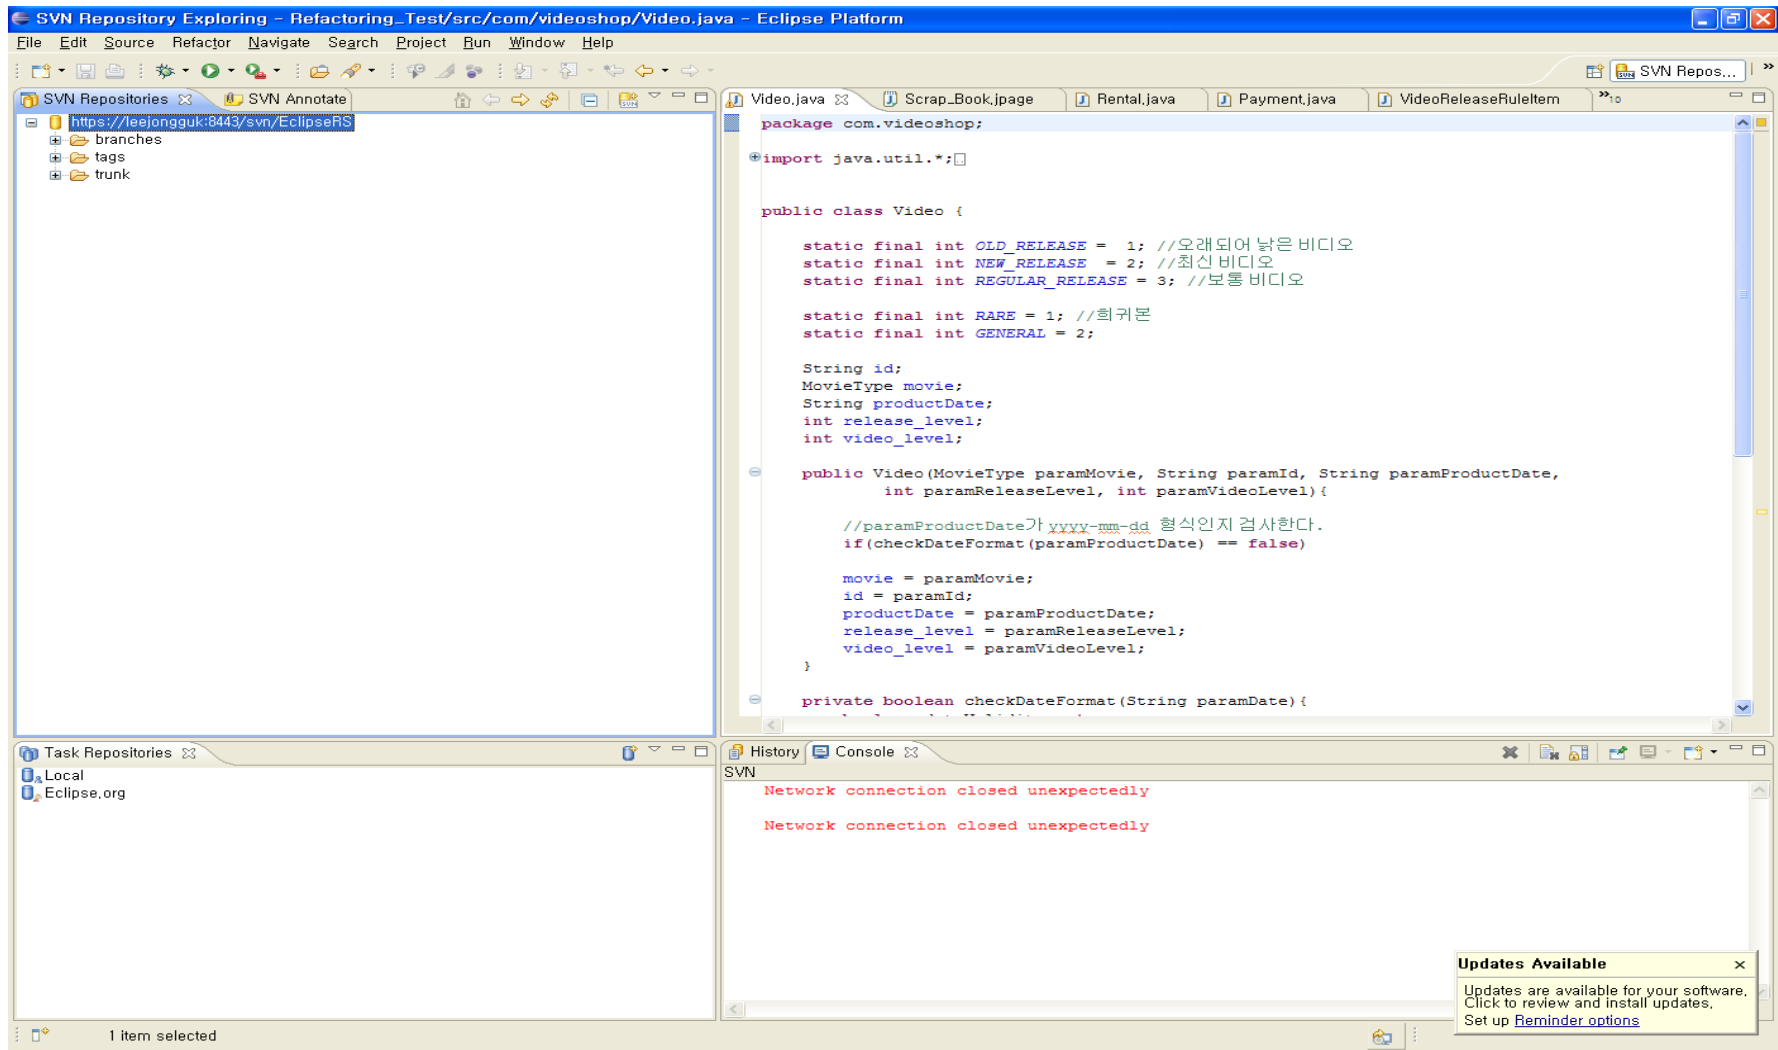 SVN Repository Exploring - Refactoring_Test/src/com/videoshop/Video.java - Eclipse Platform
File Edit Source Refactor Navigate Search Project Run Window Help
SVN Repos...
SVN Repositories SVN Annotate
https://leejongguk:8443/svn/EclipseRS
branches
tags
trunk
Video.java Scrap_Book.jpage Rental.java Payment.java VideoReleaseRuleItem »10
package com.videoshop;
import java.util.*;
public class Video {
static final int OLD_RELEASE =  1; //오래되어 낡은 비디오
static final int NEW_RELEASE  = 2; //최신 비디오
static final int REGULAR_RELEASE = 3; //보통 비디오
static final int RARE = 1; //희귀본
static final int GENERAL = 2;
String id;
MovieType movie;
String productDate;
int release_level;
int video_level;
public Video(MovieType paramMovie, String paramId, String paramProductDate,
int paramReleaseLevel, int paramVideoLevel){
//paramProductDate가 yyyy-mm-dd 형식인지 검사한다.
if(checkDateFormat(paramProductDate) == false)
movie = paramMovie;
id = paramId;
productDate = paramProductDate;
release_level = paramReleaseLevel;
video_level = paramVideoLevel;
}
private boolean checkDateFormat(String paramDate){
Task Repositories
Local
Eclipse.org
History Console
SVN
Network connection closed unexpectedly
Network connection closed unexpectedly
Updates Available
Updates are available for your software.
Click to review and install updates.
Set up Reminder options
1 item selected